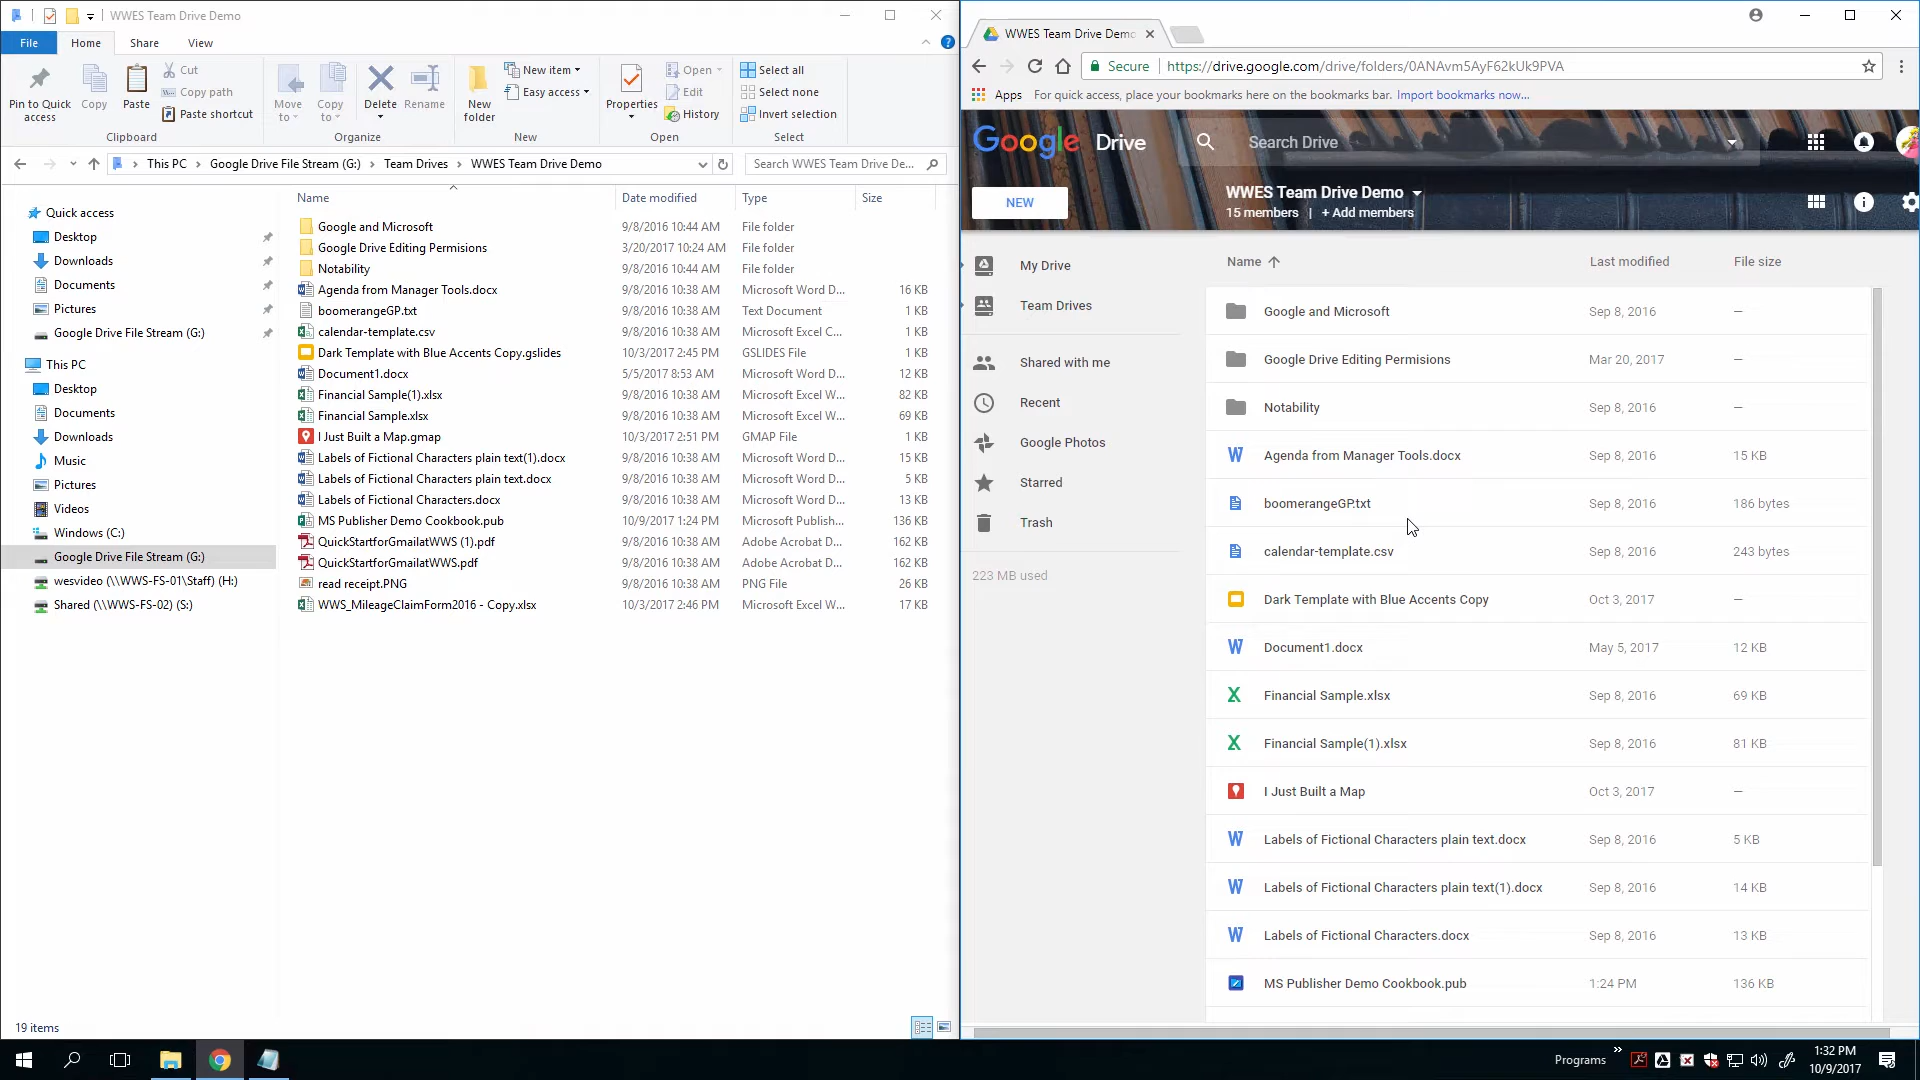 WWES Team Drive Demo
File Home Share View
Pin to Quick access
Copy
Paste
Cut
Copy path
Paste shortcut
Clipboard
Move to
Copy to
Delete
Rename
Organize
New folder
New item
Easy access
New
Properties
Open
Edit
History
Open
Select all
Select none
Invert selection
Select
This PC > Google Drive File Stream (G:) > Team Drives > WWES Team Drive Demo
Search WWES Team Drive De...
Quick access
Desktop
Downloads
Documents
Pictures
Google Drive File Stream (G:)
This PC
Desktop
Documents
Downloads
Music
Pictures
Videos
Windows (C:)
Google Drive File Stream (G:)
wesvideo (\\WWS-FS-01\Staff) (H:)
Shared (\\WWS-FS-02) (S:)
Name Date modified Type Size
Google and Microsoft 9/8/2016 10:44 AM File folder
Google Drive Editing Permisions 3/20/2017 10:24 AM File folder
Notability 9/8/2016 10:44 AM File folder
Agenda from Manager Tools.docx 9/8/2016 10:38 AM Microsoft Word D... 16 KB
boomerangeGP.txt 9/8/2016 10:38 AM Text Document 1 KB
calendar-template.csv 9/8/2016 10:38 AM Microsoft Excel C... 1 KB
Dark Template with Blue Accents Copy.gslides 10/3/2017 2:45 PM GSLIDES File 1 KB
Document1.docx 5/5/2017 8:53 AM Microsoft Word D... 12 KB
Financial Sample(1).xlsx 9/8/2016 10:38 AM Microsoft Excel W... 82 KB
Financial Sample.xlsx 9/8/2016 10:38 AM Microsoft Excel W... 69 KB
I Just Built a Map.gmap 10/3/2017 2:51 PM GMAP File 1 KB
Labels of Fictional Characters plain text(1).docx 9/8/2016 10:38 AM Microsoft Word D... 15 KB
Labels of Fictional Characters plain text.docx 9/8/2016 10:38 AM Microsoft Word D... 5 KB
Labels of Fictional Characters.docx 9/8/2016 10:38 AM Microsoft Word D... 13 KB
MS Publisher Demo Cookbook.pub 10/9/2017 1:24 PM Microsoft Publish... 136 KB
QuickStartforGmailatWWS (1).pdf 9/8/2016 10:38 AM Adobe Acrobat D... 162 KB
QuickStartforGmailatWWS.pdf 9/8/2016 10:38 AM Adobe Acrobat D... 162 KB
read receipt.PNG 9/8/2016 10:38 AM PNG File 26 KB
WWS_MileageClaimForm2016 - Copy.xlsx 10/3/2017 2:46 PM Microsoft Excel W... 17 KB
19 items
WWES Team Drive Demo
Secure | https://drive.google.com/drive/folders/0ANAvm5AyF62kUk9PVA
Apps For quick access, place your bookmarks here on the bookmarks bar. Import bookmarks now...
Google Drive
Search Drive
NEW
WWES Team Drive Demo
15 members | + Add members
My Drive
Team Drives
Shared with me
Recent
Google Photos
Starred
Trash
223 MB used
Name Last modified File size
Google and Microsoft Sep 8, 2016 –
Google Drive Editing Permisions Mar 20, 2017 –
Notability Sep 8, 2016 –
Agenda from Manager Tools.docx Sep 8, 2016 15 KB
boomerangeGP.txt Sep 8, 2016 186 bytes
calendar-template.csv Sep 8, 2016 243 bytes
Dark Template with Blue Accents Copy Oct 3, 2017 –
Document1.docx May 5, 2017 12 KB
Financial Sample.xlsx Sep 8, 2016 69 KB
Financial Sample(1).xlsx Sep 8, 2016 81 KB
I Just Built a Map Oct 3, 2017 –
Labels of Fictional Characters plain text.docx Sep 8, 2016 5 KB
Labels of Fictional Characters plain text(1).docx Sep 8, 2016 14 KB
Labels of Fictional Characters.docx Sep 8, 2016 13 KB
MS Publisher Demo Cookbook.pub 1:24 PM 136 KB
Programs
1:32 PM
10/9/2017